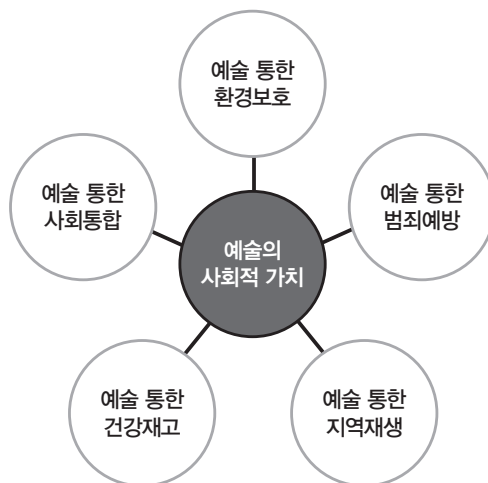 예술 통한
환경보호
예술 통한
사회통합
예술 통한
범죄예방
예술의
사회적 가치
예술 통한
건강재고
예술 통한
지역재생